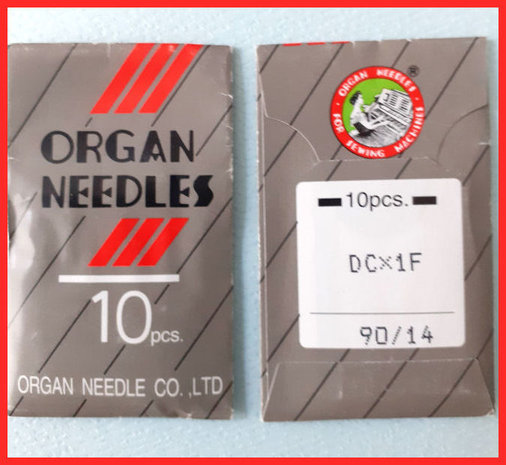 ORGAN
NEEDLES
10pcs.
ORGAN NEEDLE CO.,LTD
ORGAN NEEDLES
FOR SEWING MACHINES
®
10pcs.
DC×1F
90/14